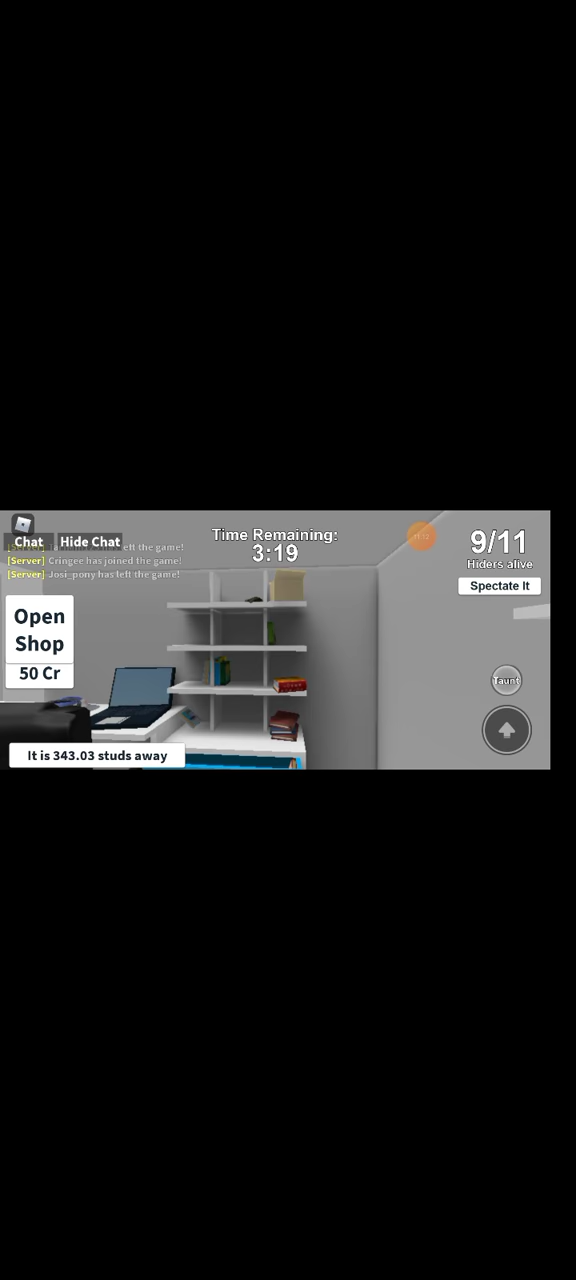 Chat Hide Chat
eft the game!
[Server] Cringee has joined the game!
[Server] Josi_pony has left the game!
Time Remaining:
3:19
9/11
Hiders alive
Spectate It
Open
Shop
50 Cr
Taunt
It is 343.03 studs away